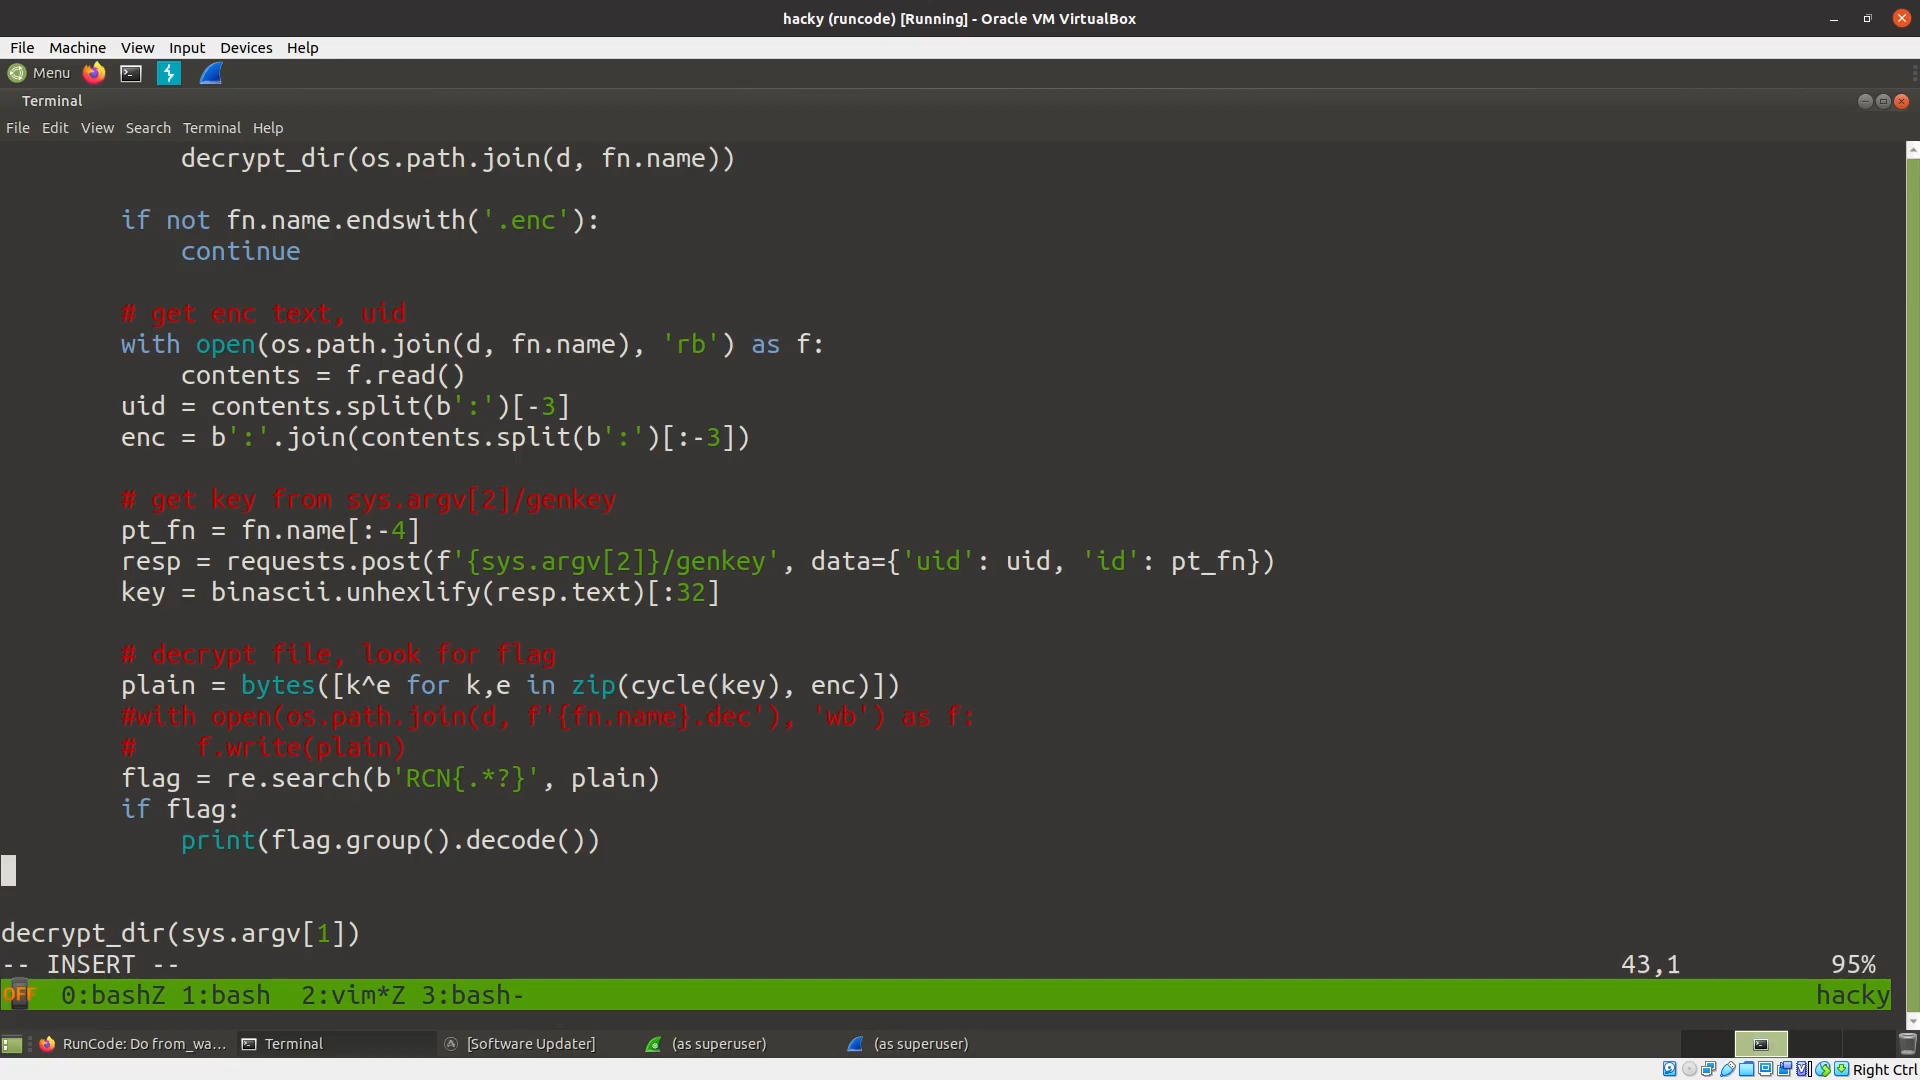 hacky (runcode) [Running] - Oracle VM VirtualBox
File Machine View Input Devices Help
Menu
Terminal
File Edit View Search Terminal Help
            decrypt_dir(os.path.join(d, fn.name))
        if not fn.name.endswith('.enc'):
            continue
        # get enc text, uid
        with open(os.path.join(d, fn.name), 'rb') as f:
            contents = f.read()
        uid = contents.split(b':')[-3]
        enc = b':'.join(contents.split(b':')[:-3])
        # get key from sys.argv[2]/genkey
        pt_fn = fn.name[:-4]
        resp = requests.post(f'{sys.argv[2]}/genkey', data={'uid': uid, 'id': pt_fn})
        key = binascii.unhexlify(resp.text)[:32]
        # decrypt file, look for flag
        plain = bytes([k^e for k,e in zip(cycle(key), enc)])
        #with open(os.path.join(d, f'{fn.name}.dec'), 'wb') as f:
        #    f.write(plain)
        flag = re.search(b'RCN{.*?}', plain)
        if flag:
            print(flag.group().decode())
decrypt_dir(sys.argv[1])
-- INSERT -- 43,1 95%
OFF 0:bashZ 1:bash 2:vim*Z 3:bash- hacky
RunCode: Do from_wa... Terminal [Software Updater] (as superuser) (as superuser)
Right Ctrl